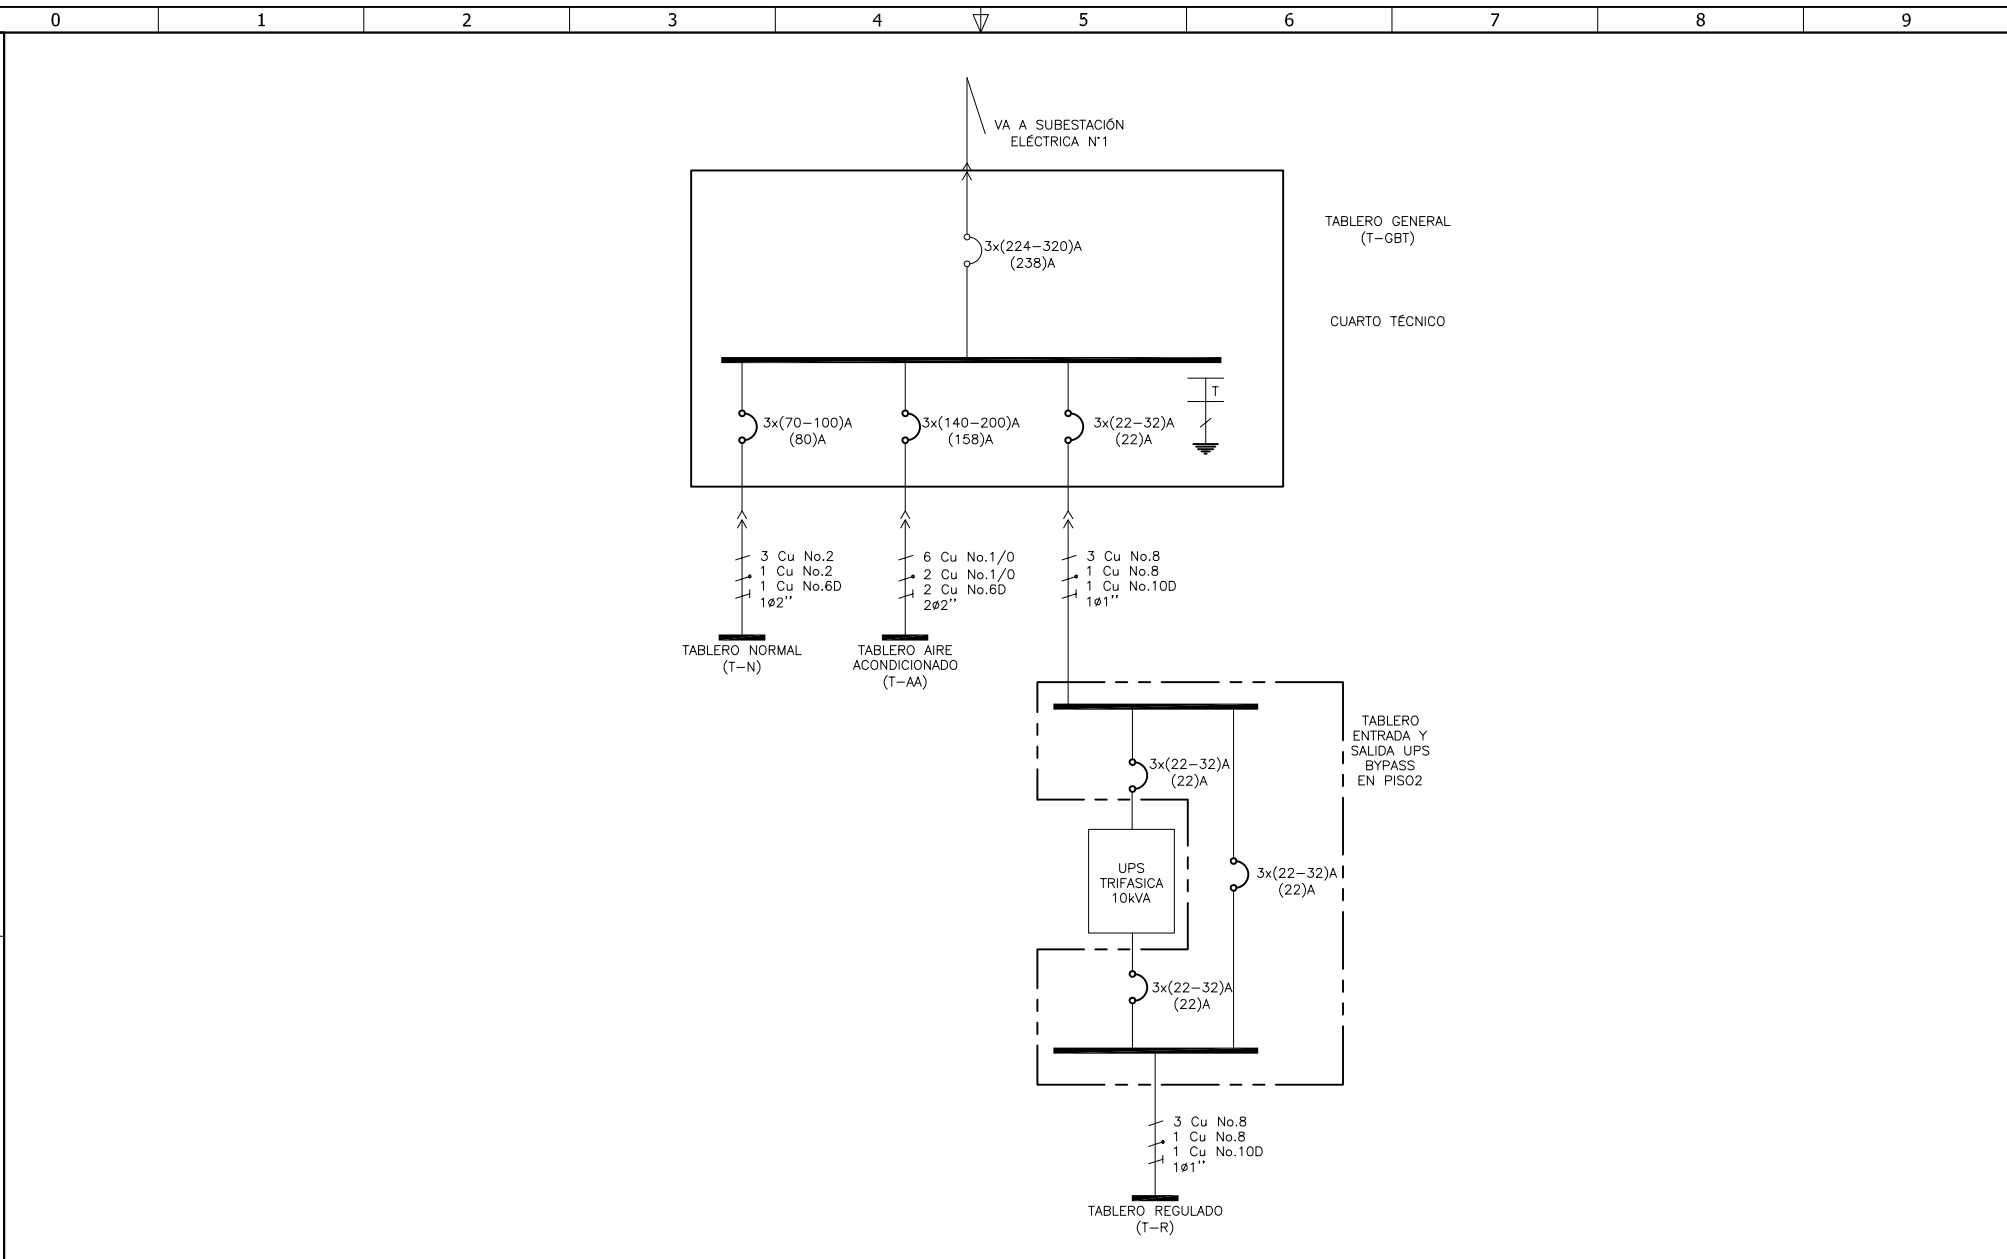 0 1 2 3 4 5 6 7 8 9
VA A SUBESTACIÓN
ELÉCTRICA N°1
TABLERO GENERAL
(T-GBT)
3x(224-320)A
(238)A
CUARTO TÉCNICO
T
3x(70-100)A
(80)A
3x(140-200)A
(158)A
3x(22-32)A
(22)A
3 Cu No.2
1 Cu No.2
1 Cu No.6D
1ø2''
6 Cu No.1/0
2 Cu No.1/0
2 Cu No.6D
2ø2''
3 Cu No.8
1 Cu No.8
1 Cu No.10D
1ø1''
TABLERO NORMAL
(T-N)
TABLERO AIRE
ACONDICIONADO
(T-AA)
TABLERO
ENTRADA Y
SALIDA UPS
BYPASS
EN PISO2
3x(22-32)A
(22)A
UPS
TRIFASICA
10kVA
3x(22-32)A
(22)A
3x(22-32)A
(22)A
3 Cu No.8
1 Cu No.8
1 Cu No.10D
1ø1''
TABLERO REGULADO
(T-R)